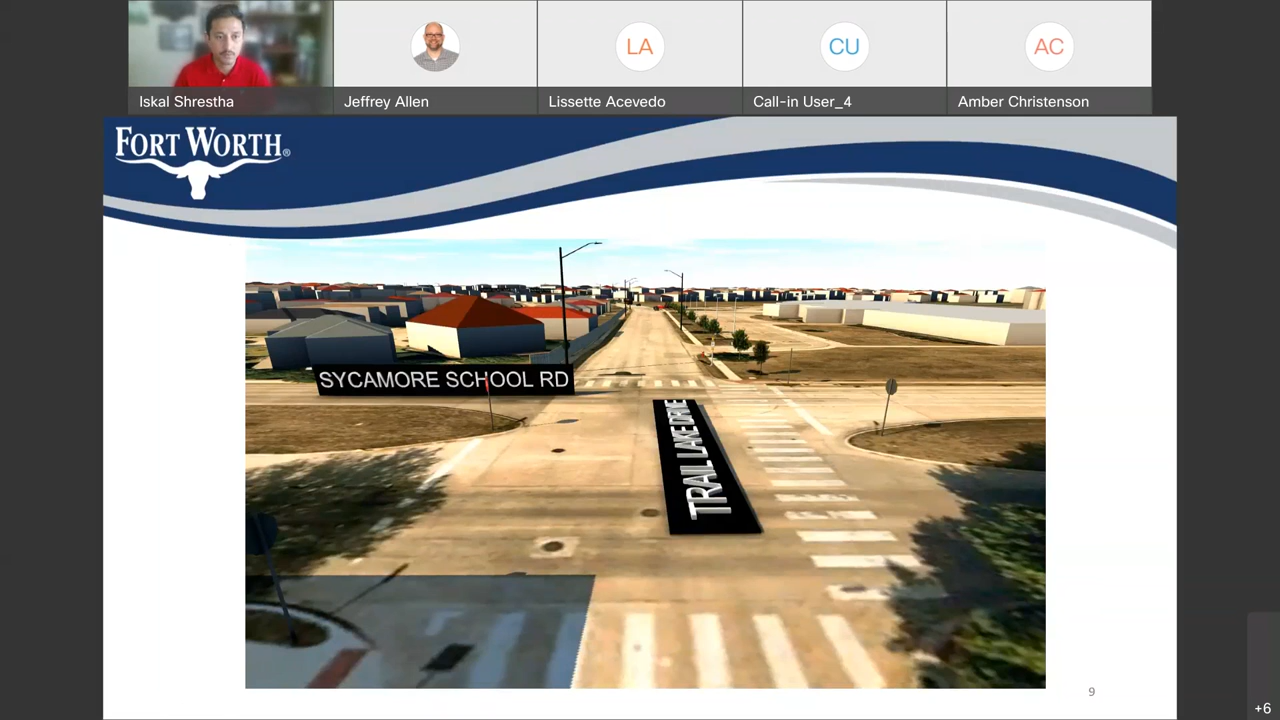 LA
CU
AC
Iskal Shrestha
Jeffrey Allen
Lissette Acevedo
Call-in User_4
Amber Christenson
FORT WORTH®
SYCAMORE SCHOOL RD
TRAIL LAKE DRIVE
9
+6